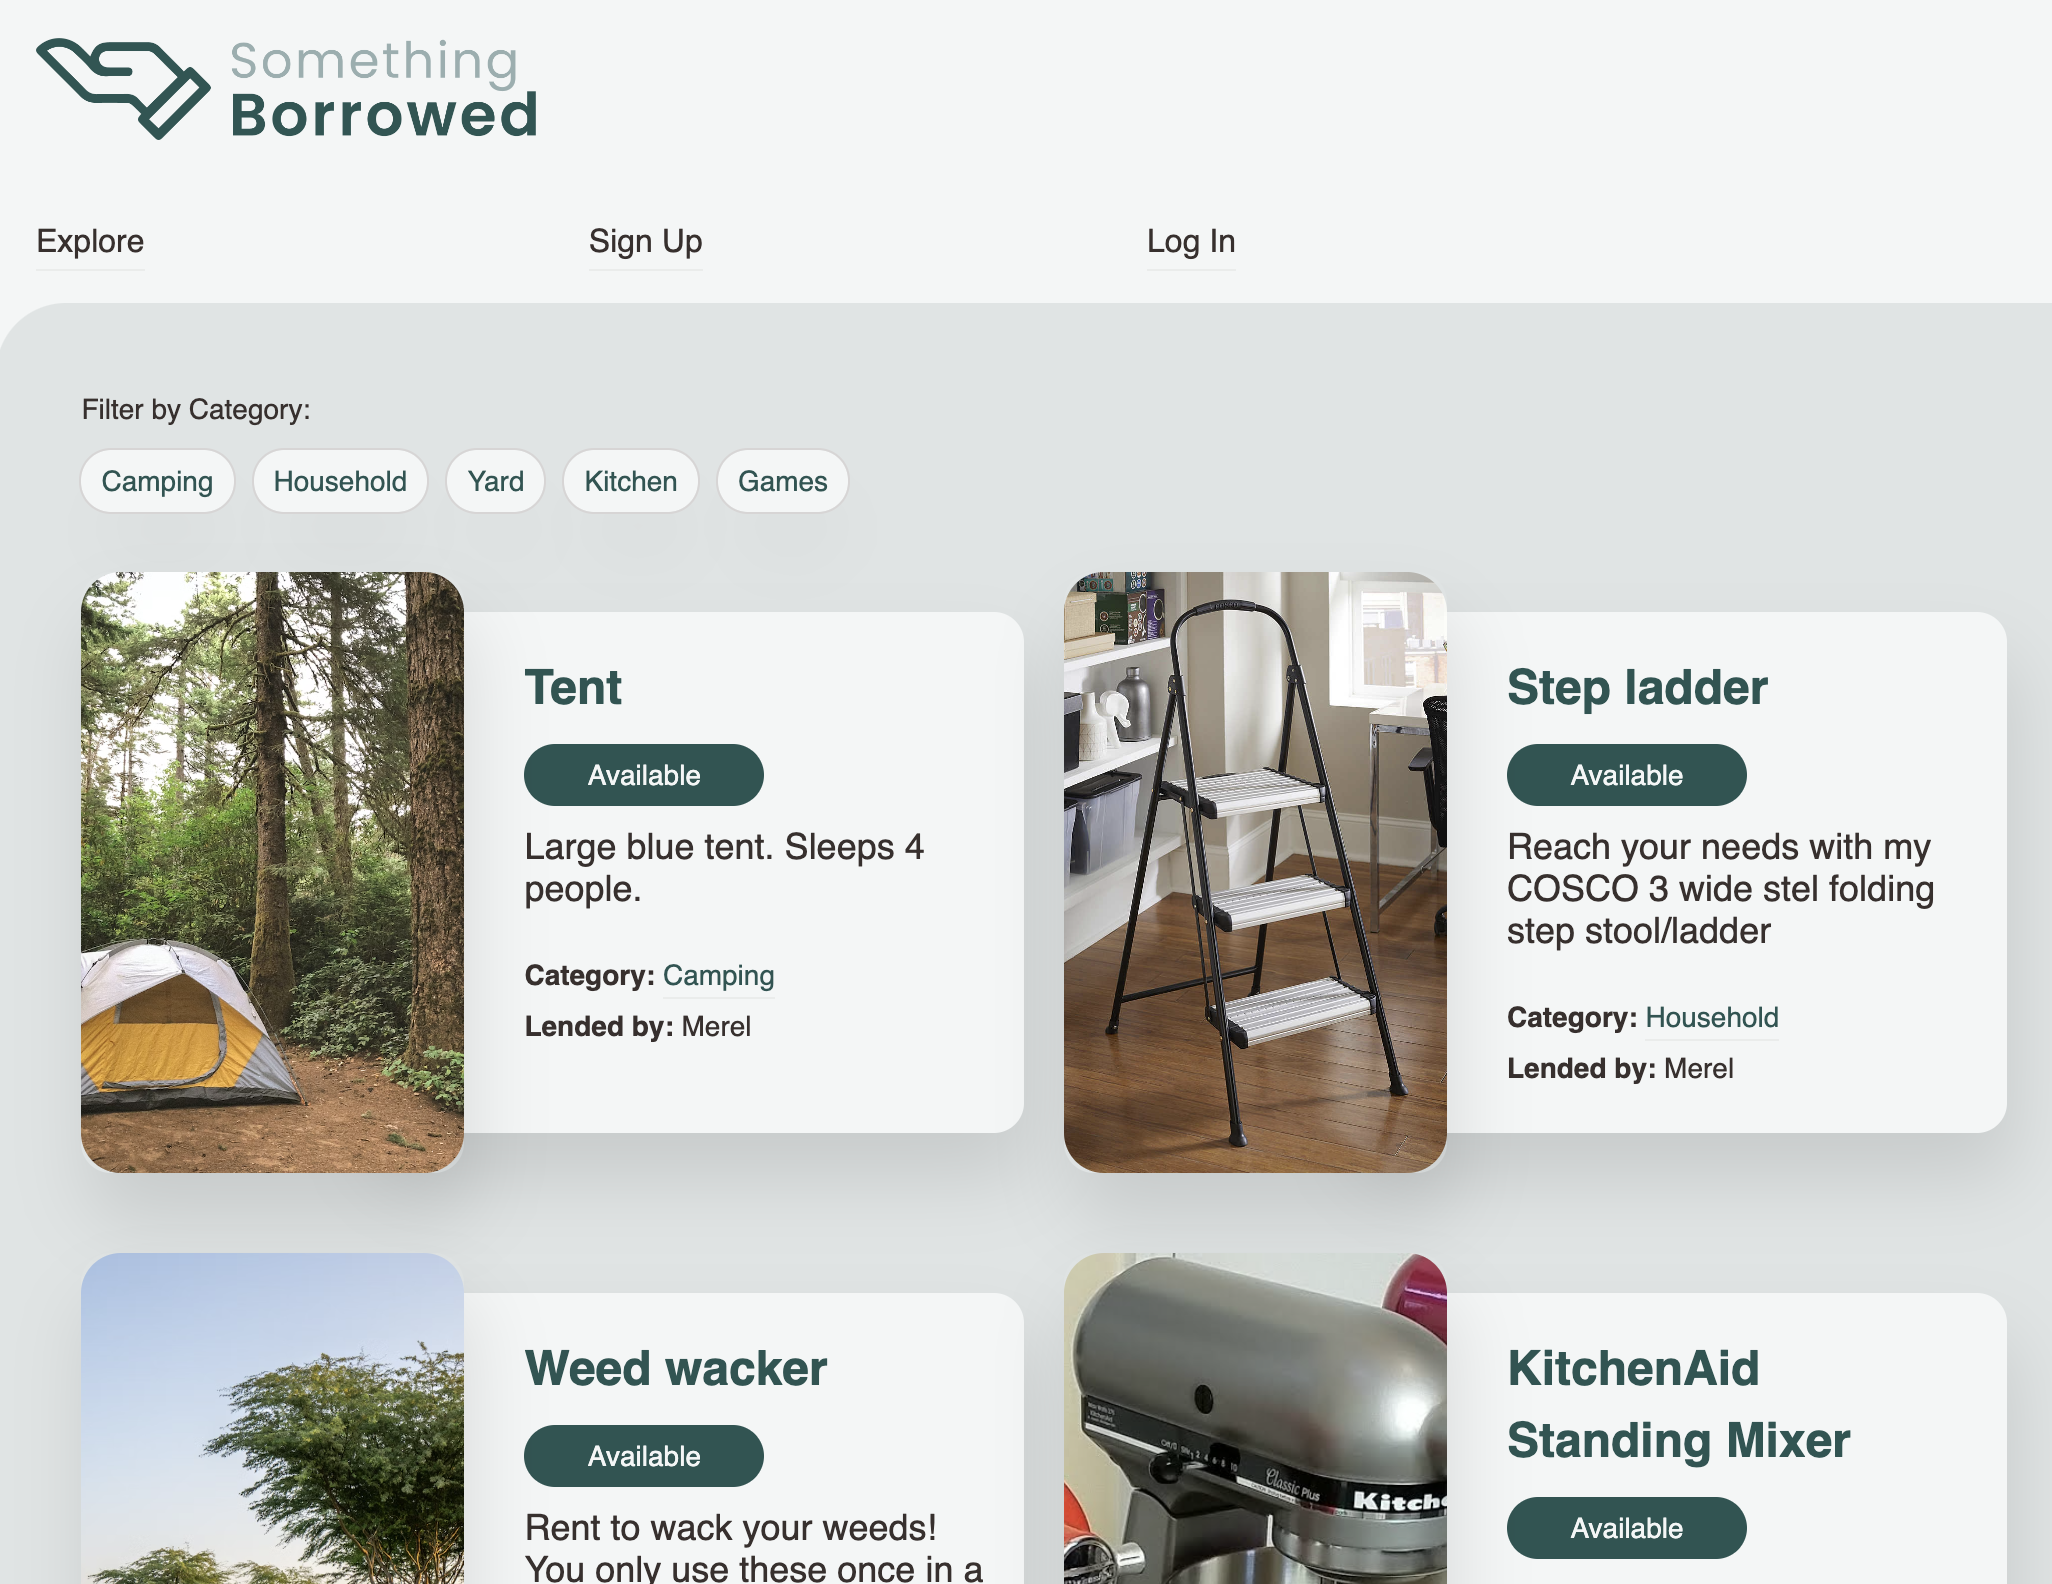 Something
Borrowed
Explore
Sign Up
Log In
Filter by Category:
Camping
Household
Yard
Kitchen
Games
Tent
Available
Large blue tent. Sleeps 4
people.
Category: Camping
Lended by: Merel
Step ladder
Available
Reach your needs with my
COSCO 3 wide stel folding
step stool/ladder
Category: Household
Lended by: Merel
Weed wacker
Available
Rent to wack your weeds!
You only use these once in a
Classic Plus
Kitche
KitchenAid
Standing Mixer
Available